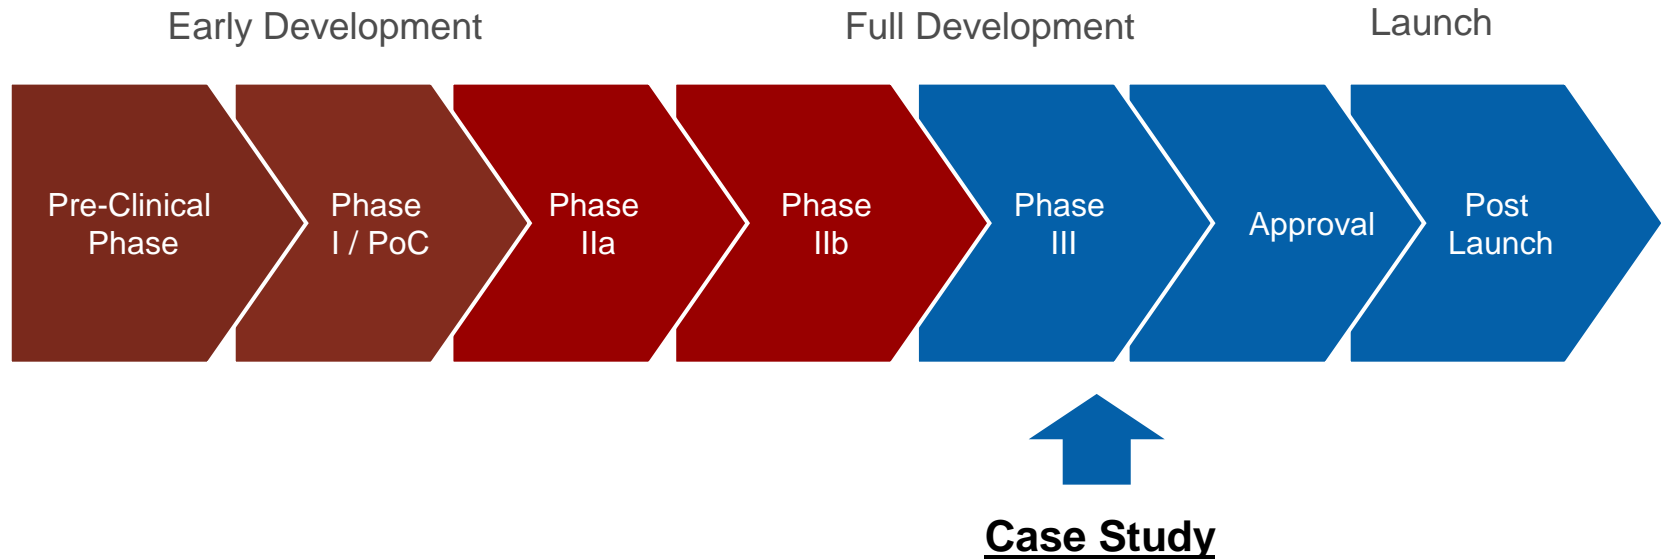 Early Development
Full Development
Launch
Pre-Clinical
Phase
Phase
I / PoC
Phase
IIa
Phase
IIb
Phase
III
Approval
Post
Launch
Case Study